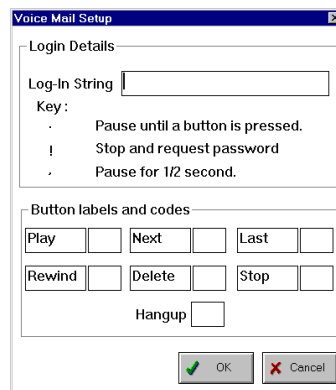 Voice Mail Setup
Login Details
Log-In String
Key :
. Pause until a button is pressed.
! Stop and request password
, Pause for 1/2 second.
Button labels and codes
Play Next Last
Rewind Delete Stop
Hangup
OK Cancel